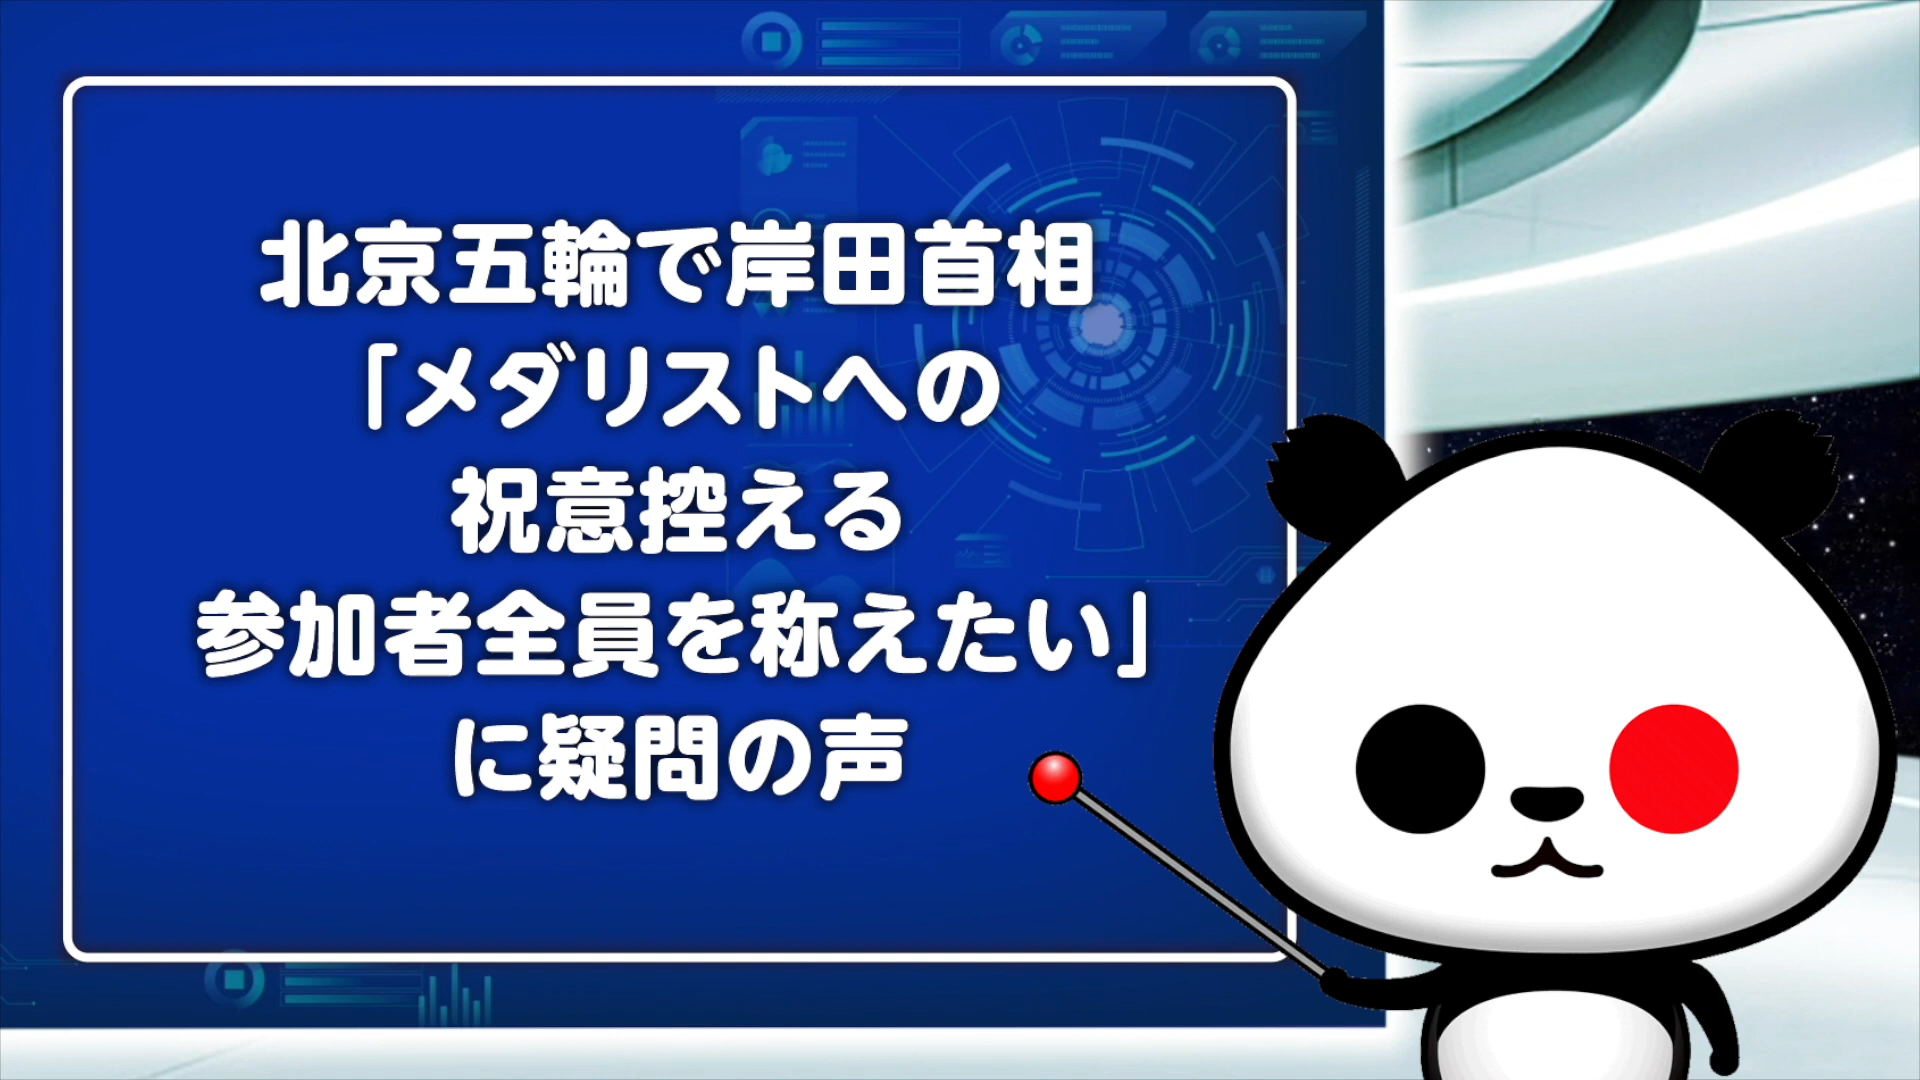 北京五輪で岸田首相
「メダリストへの
祝意控える
参加者全員を称えたい」
に疑問の声